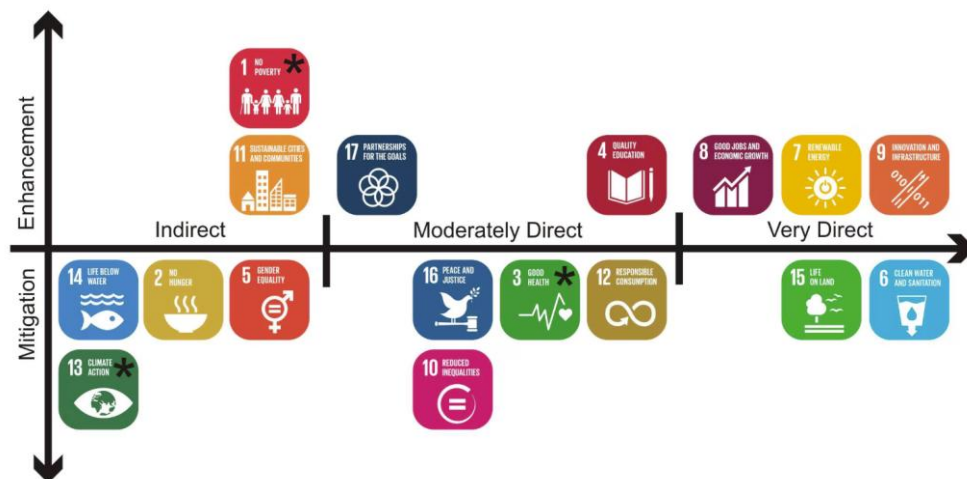 Enhancement
Mitigation
Indirect
Moderately Direct
Very Direct
1 NO
POVERTY *
11 SUSTAINABLE CITIES
AND COMMUNITIES
17 PARTNERSHIPS
FOR THE GOALS
4 QUALITY
EDUCATION
8 GOOD JOBS AND
ECONOMIC GROWTH
7 RENEWABLE
ENERGY
9 INNOVATION AND
INFRASTRUCTURE
010
011
14 LIFE BELOW
WATER
2 NO
HUNGER
5 GENDER
EQUALITY
16 PEACE AND
JUSTICE
3 GOOD
HEALTH *
12 RESPONSIBLE
CONSUMPTION
15 LIFE
ON LAND
6 CLEAN WATER
AND SANITATION
13 CLIMATE
ACTION *
10 REDUCED
INEQUALITIES